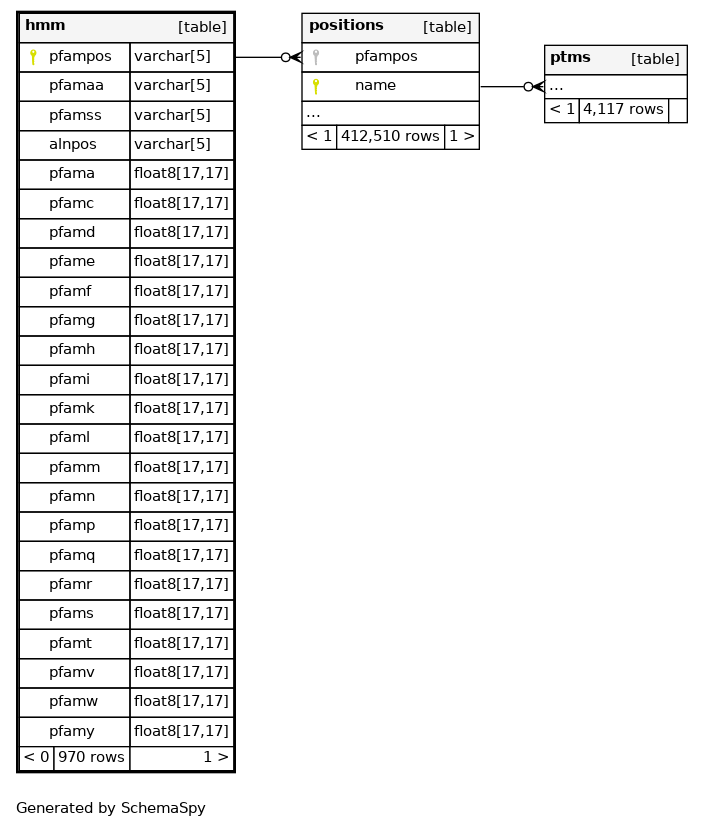 hmm [table]
pfampos varchar[5]
pfamaa varchar[5]
pfamss varchar[5]
alnpos varchar[5]
pfama float8[17,17]
pfamc float8[17,17]
pfamd float8[17,17]
pfame float8[17,17]
pfamf float8[17,17]
pfamg float8[17,17]
pfamh float8[17,17]
pfami float8[17,17]
pfamk float8[17,17]
pfaml float8[17,17]
pfamm float8[17,17]
pfamn float8[17,17]
pfamp float8[17,17]
pfamq float8[17,17]
pfamr float8[17,17]
pfams float8[17,17]
pfamt float8[17,17]
pfamv float8[17,17]
pfamw float8[17,17]
pfamy float8[17,17]
< 0 970 rows 1 >
positions [table]
pfampos
name
...
< 1 412,510 rows 1 >
ptms [table]
...
< 1 4,117 rows
Generated by SchemaSpy